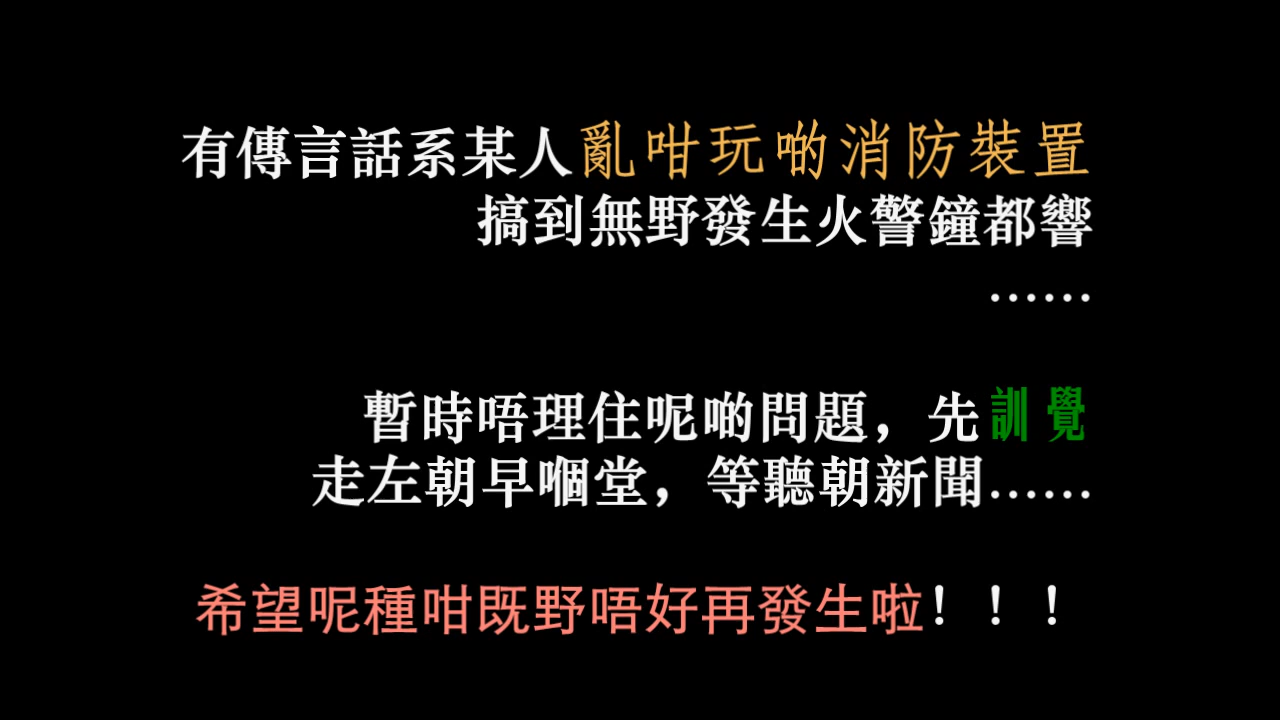 有傳言話系某人亂咁玩啲消防裝置
搞到無野發生火警鐘都響
……
暫時唔理住呢啲問題，先訓覺
走左朝早嗰堂，等聽朝新聞……
希望呢種咁既野唔好再發生啦！！！